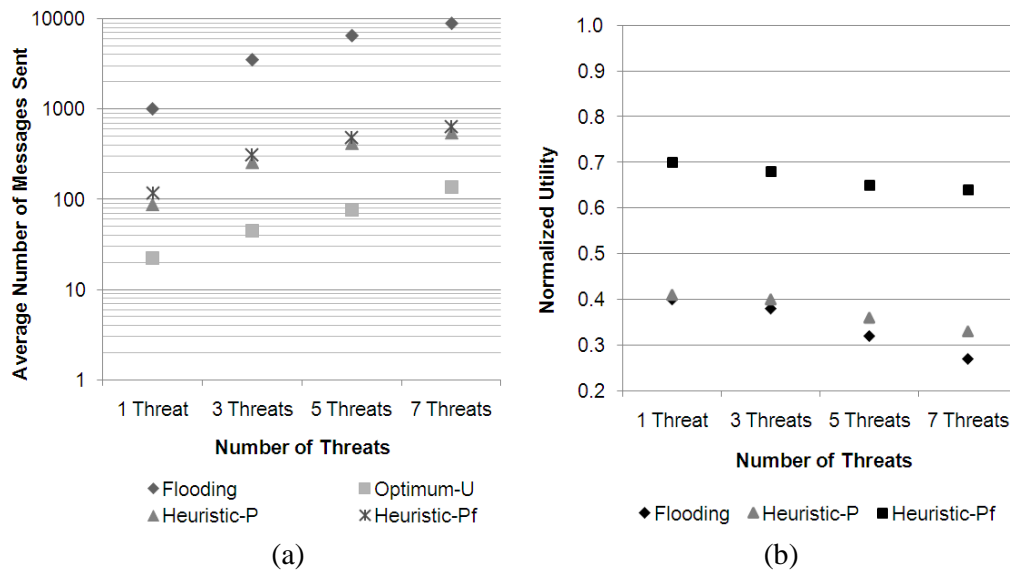 10000
1000
100
10
1
Average Number of Messages Sent
1 Threat 3 Threats 5 Threats 7 Threats
Number of Threats
Flooding Optimum-U
Heuristic-P Heuristic-Pf
(a)
1.0
0.9
0.8
0.7
0.6
0.5
0.4
0.3
0.2
Normalized Utility
1 Threat 3 Threats 5 Threats 7 Threats
Number of Threats
Flooding Heuristic-P Heuristic-Pf
(b)